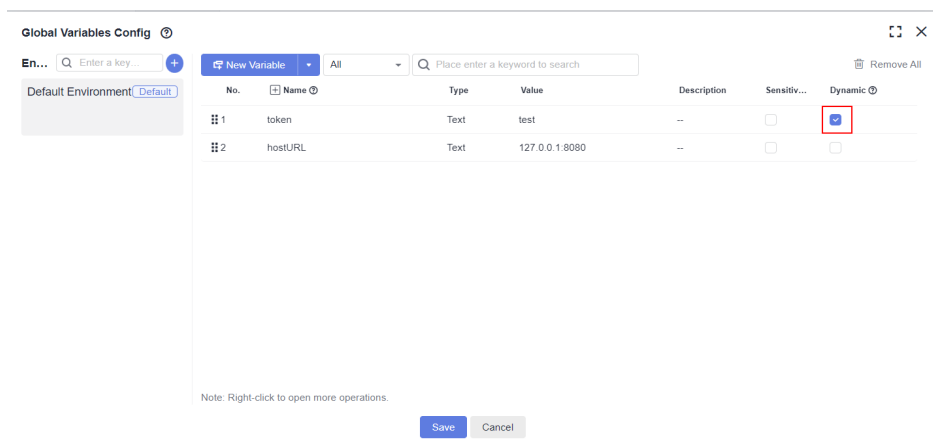 Global Variables Config
En... Enter a key... +
Default Environment Default
New Variable All Place enter a keyword to search Remove All
No. Name Type Value Description Sensitiv... Dynamic
1 token Text test --
2 hostURL Text 127.0.0.1:8080 --
Note: Right-click to open more operations.
Save Cancel